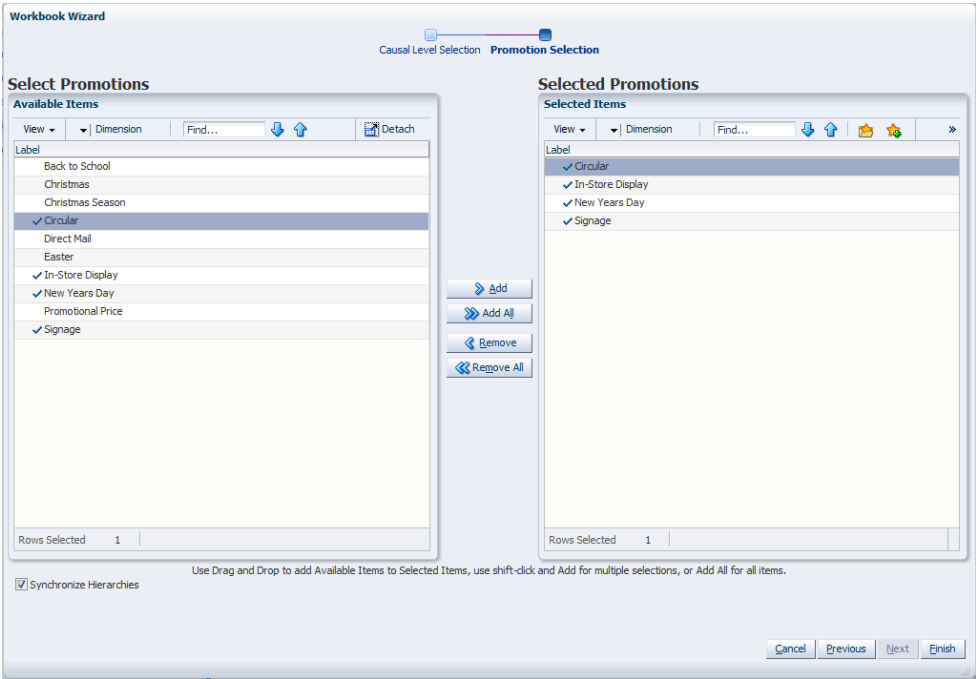 Workbook Wizard
Causal Level Selection Promotion Selection
Select Promotions
Available Items
View Dimension Find... Detach
Label
Back to School
Christmas
Christmas Season
Circular
Direct Mail
Easter
In-Store Display
New Years Day
Promotional Price
Signage
Rows Selected 1
Add
Add All
Remove
Remove All
Selected Promotions
Selected Items
View Dimension Find... »
Label
Circular
In-Store Display
New Years Day
Signage
Rows Selected 1
Use Drag and Drop to add Available Items to Selected Items, use shift-click and Add for multiple selections, or Add All for all items.
Synchronize Hierarchies
Cancel Previous Next Finish